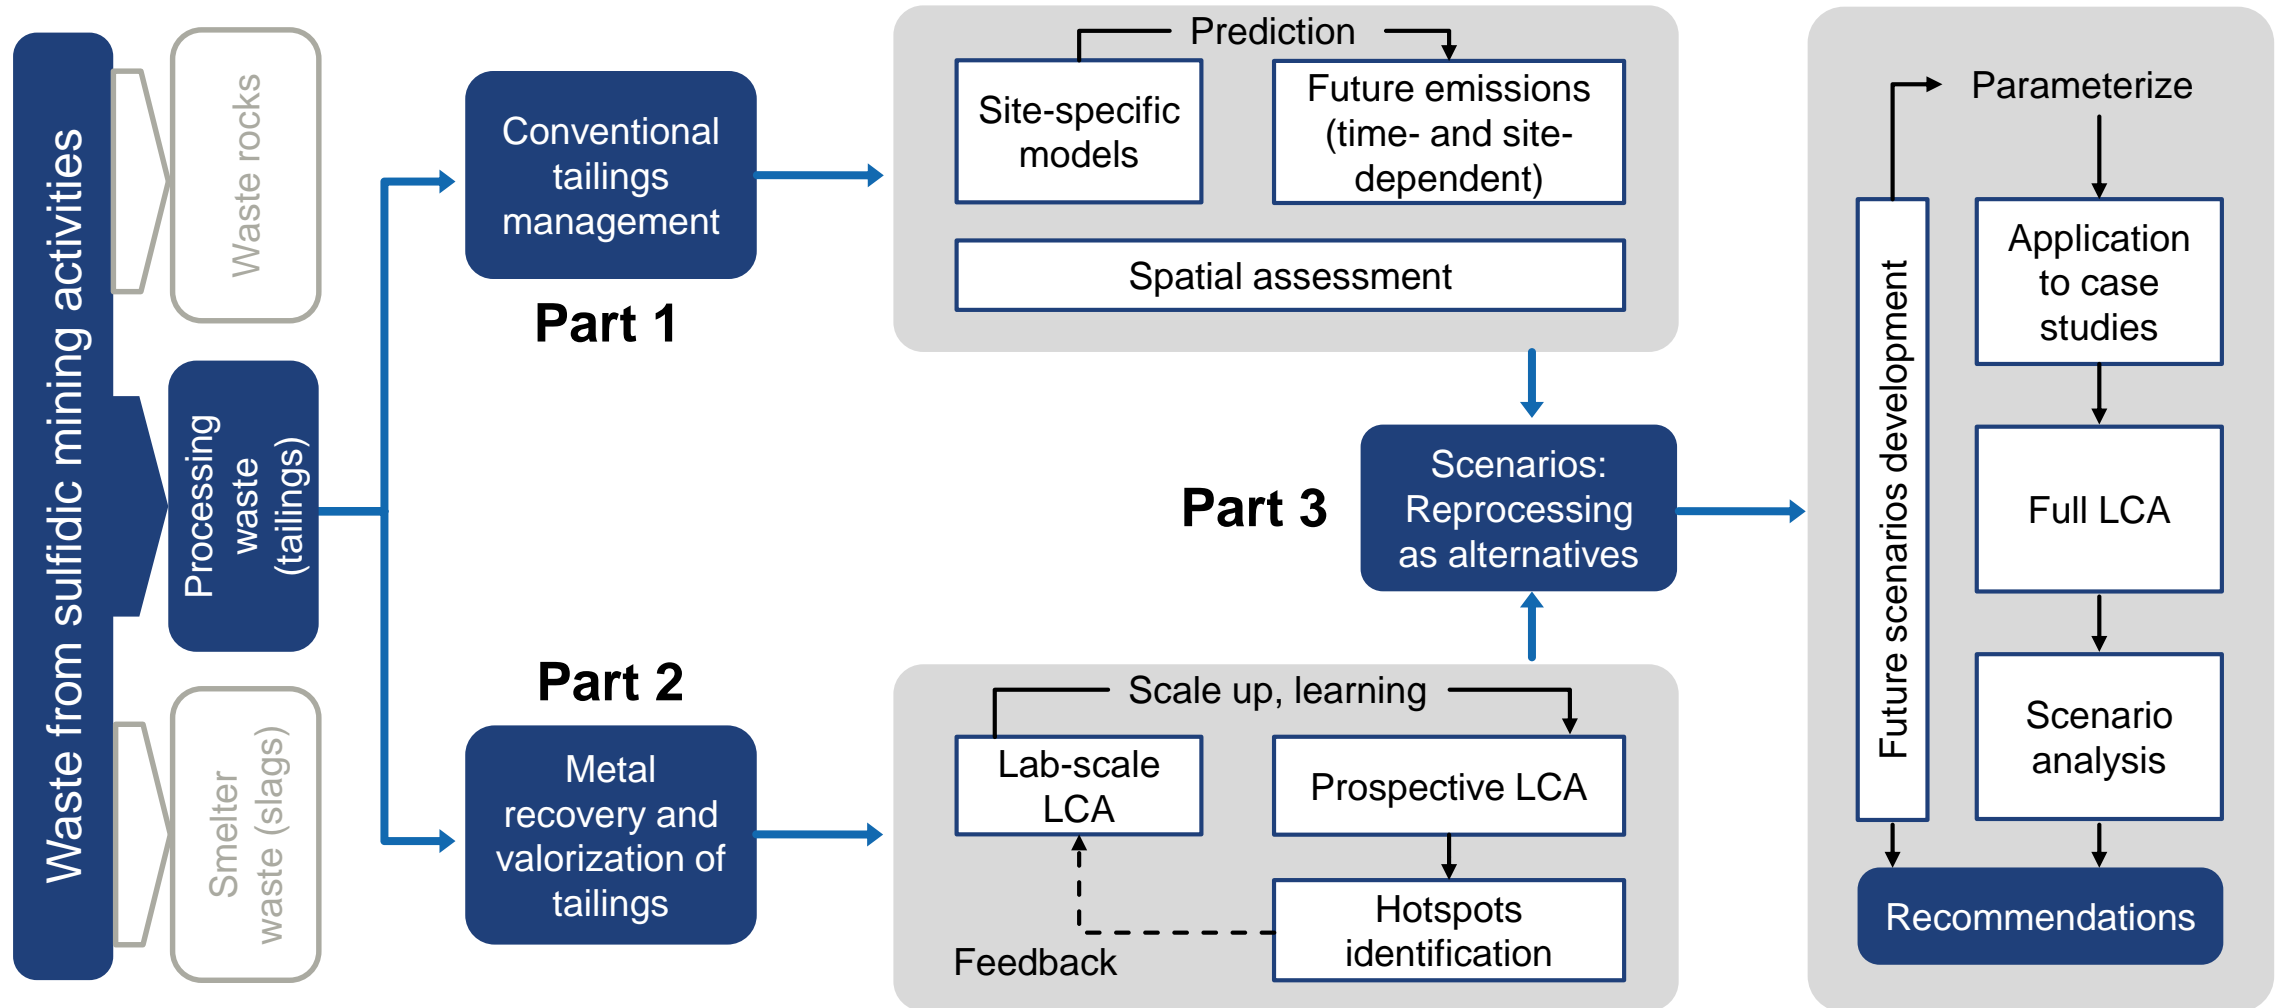 Waste from sulfidic mining activities
Waste rocks
Processing
waste
(tailings)
Smelter
waste (slags)
Conventional
tailings
management
Part 1
Part 2
Metal
recovery and
valorization of
tailings
Prediction
Site-specific
models
Future emissions
(time- and site-
dependent)
Spatial assessment
Part 3
Scenarios:
Reprocessing
as alternatives
Scale up, learning
Lab-scale
LCA
Prospective LCA
Hotspots
identification
Feedback
Future scenarios development
Parameterize
Application
to case
studies
Full LCA
Scenario
analysis
Recommendations